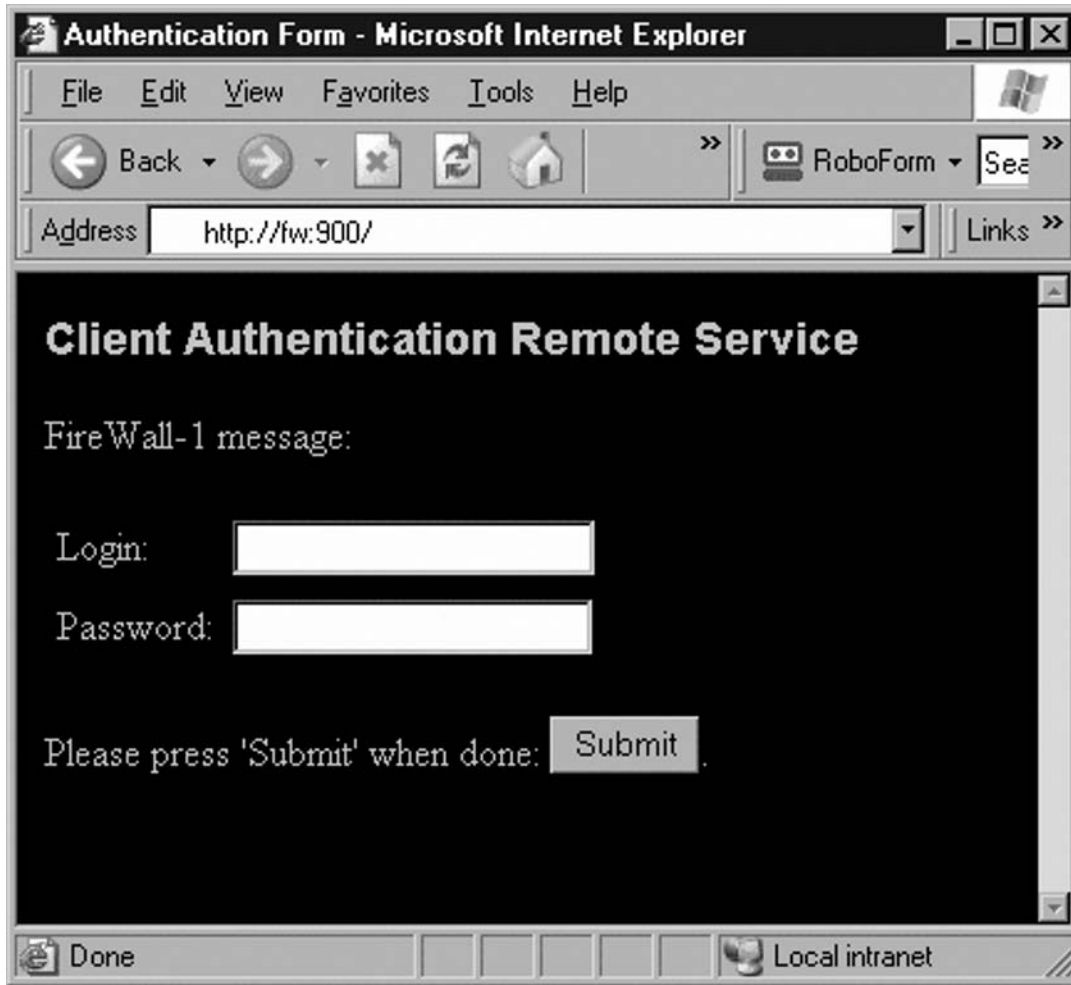 Authentication Form - Microsoft Internet Explorer
File Edit View Favorites Tools Help
Back RoboForm Sea
Address http://fw:900/ Links
Client Authentication Remote Service
FireWall-1 message:
Login:
Password:
Please press 'Submit' when done: Submit.
Done Local intranet